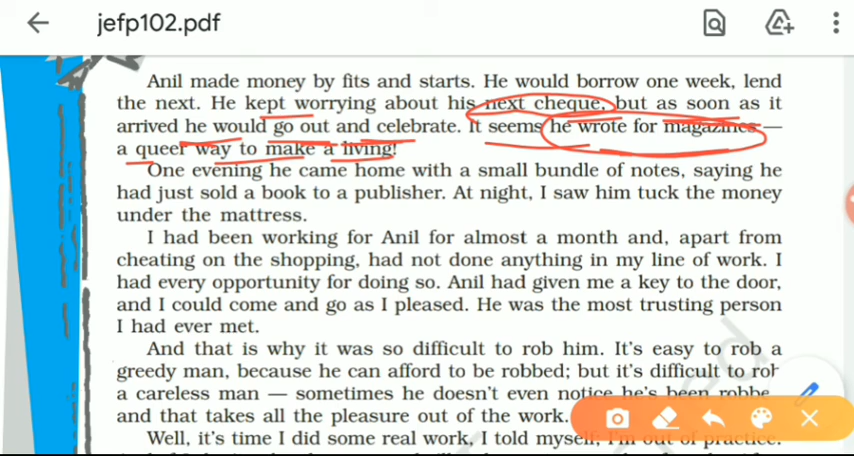 jefp102.pdf
Anil made money by fits and starts. He would borrow one week, lend
the next. He kept worrying about his next cheque, but as soon as it
arrived he would go out and celebrate. It seems he wrote for magazines —
a queer way to make a living!
One evening he came home with a small bundle of notes, saying he
had just sold a book to a publisher. At night, I saw him tuck the money
under the mattress.
I had been working for Anil for almost a month and, apart from
cheating on the shopping, had not done anything in my line of work. I
had every opportunity for doing so. Anil had given me a key to the door,
and I could come and go as I pleased. He was the most trusting person
I had ever met.
And that is why it was so difficult to rob him. It's easy to rob a
greedy man, because he can afford to be robbed; but it's difficult to rob
a careless man — sometimes he doesn't even notice he's been robbe
and that takes all the pleasure out of the work.
Well, it's time I did some real work, I told myself; I'm out of practice.